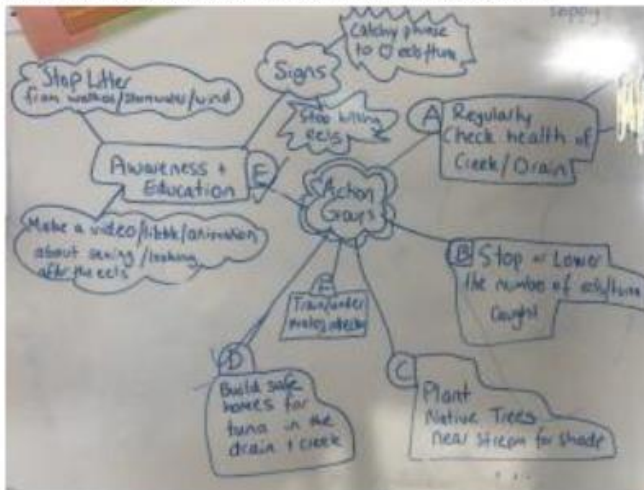 Catchy phrase
to eels/tuna
Signs
Stop Litter
from / stormwater/wind
Stop killing
eels
A
Regularly
Check health of
Creek/Drain
Awareness +
Education
E
Action
Groups
Make a video/ /animation
about saving/looking
after the eels
B
Stop or Lower
the number of eels/tuna
Caught
D
Build safe
homes for
tuna in the
drain + creek
C
Plant
Native Trees
near stream for shade